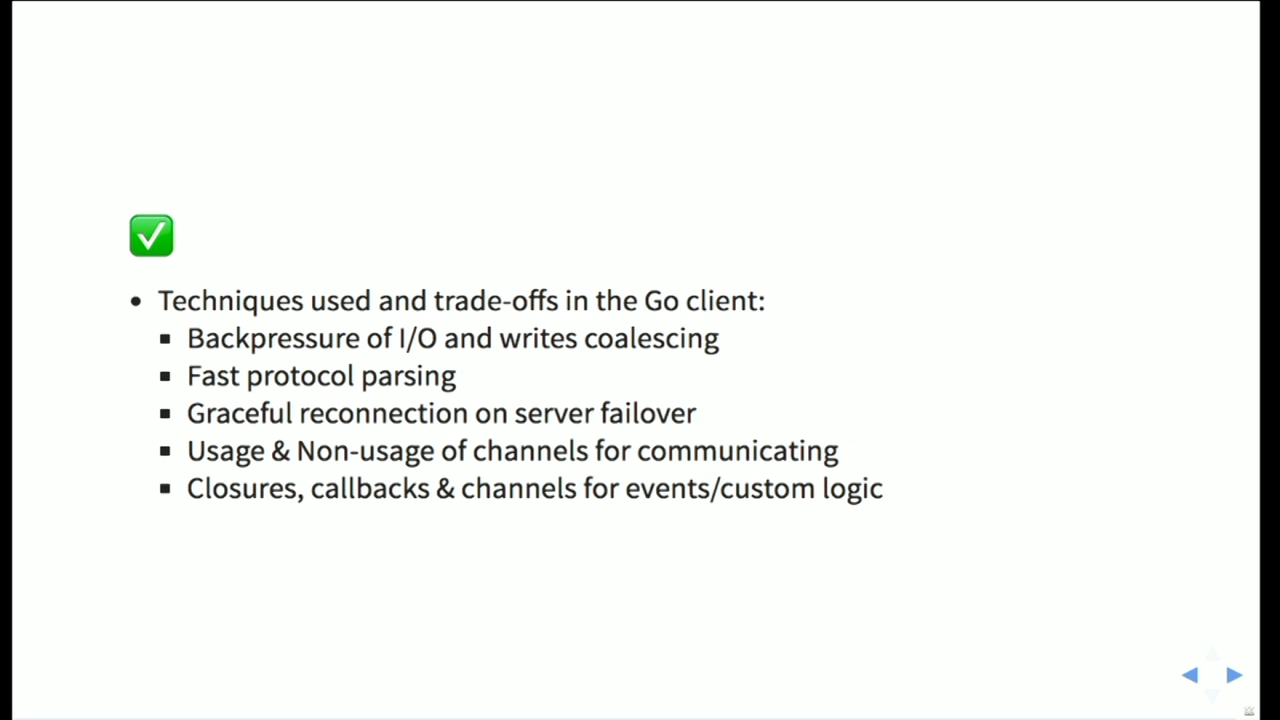 Techniques used and trade-offs in the Go client:
Backpressure of I/O and writes coalescing
Fast protocol parsing
Graceful reconnection on server failover
Usage & Non-usage of channels for communicating
Closures, callbacks & channels for events/custom logic